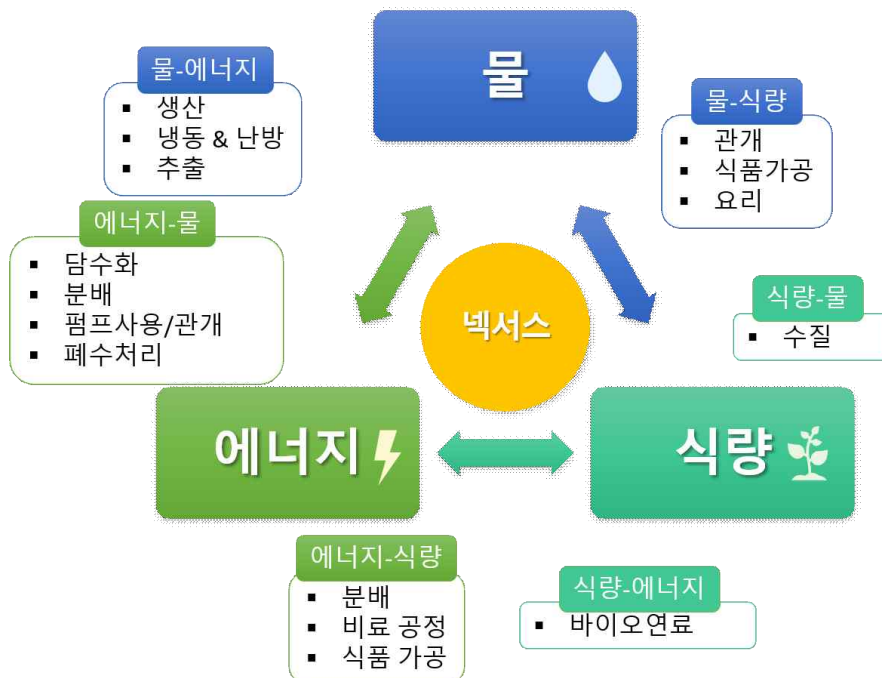 물
물-에너지
▪ 생산
▪ 냉동 & 난방
▪ 추출
물-식량
▪ 관개
▪ 식품가공
▪ 요리
에너지-물
▪ 담수화
▪ 분배
▪ 펌프사용/관개
▪ 폐수처리
넥서스
식량-물
▪ 수질
에너지
식량
에너지-식량
▪ 분배
▪ 비료 공정
▪ 식품 가공
식량-에너지
▪ 바이오연료